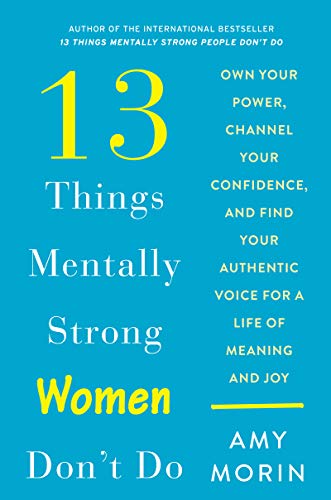 AUTHOR OF THE INTERNATIONAL BESTSELLER
13 THINGS MENTALLY STRONG PEOPLE DON'T DO
13
Things
Mentally
Strong
Women
Don't Do
OWN YOUR
POWER,
CHANNEL
YOUR
CONFIDENCE,
AND FIND
YOUR
AUTHENTIC
VOICE FOR A
LIFE OF
MEANING
AND JOY
AMY
MORIN